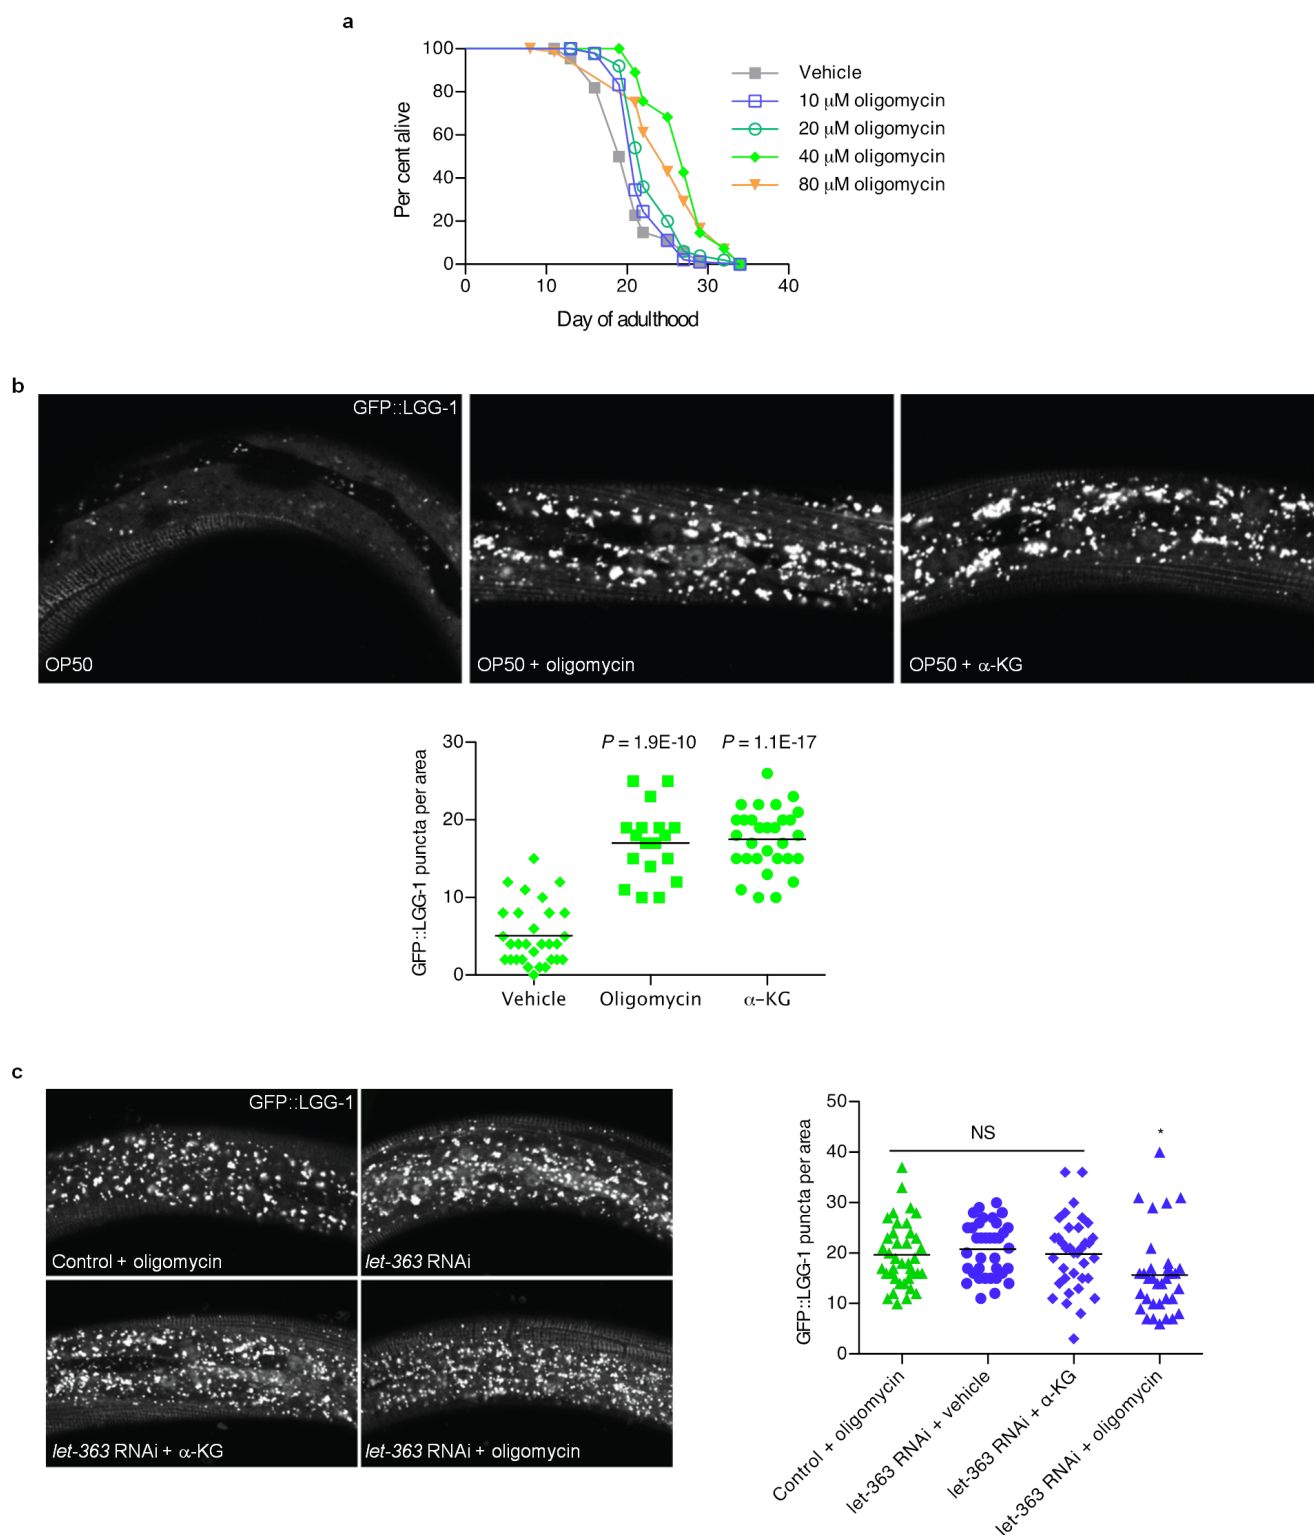 a
100
80
60
40
20
0
Per cent alive
0 10 20 30 40
Day of adulthood
Vehicle
10 μM oligomycin
20 μM oligomycin
40 μM oligomycin
80 μM oligomycin
b
GFP::LGG-1
OP50
OP50 + oligomycin
OP50 + α-KG
GFP::LGG-1 puncta per area
30
20
10
0
P = 1.9E-10 P = 1.1E-17
Vehicle Oligomycin α-KG
c
GFP::LGG-1
Control + oligomycin
let-363 RNAi
let-363 RNAi + α-KG
let-363 RNAi + oligomycin
GFP::LGG-1 puncta per area
50
40
30
20
10
0
NS
*
Control + oligomycin
let-363 RNAi + vehicle
let-363 RNAi + α-KG
let-363 RNAi + oligomycin